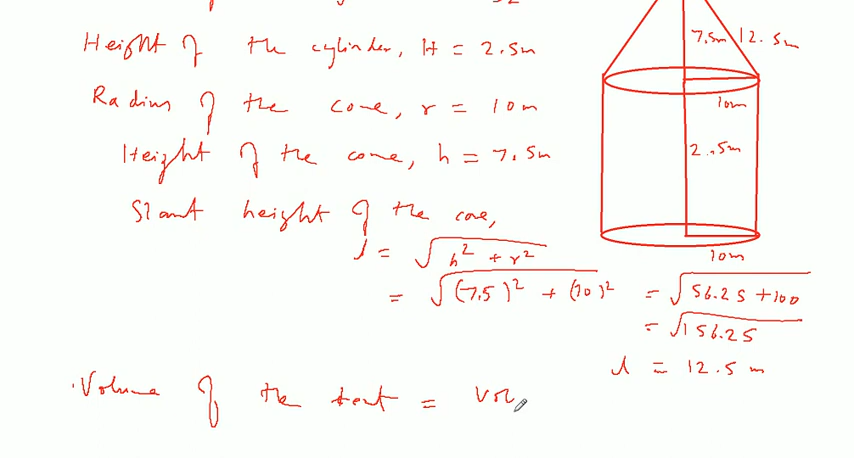 Height of the cylinder, H = 2.5m
Radius of the cone, r = 10m
Height of the cone, h = 7.5m
Slant height of the cone,
l = √h² + r²
= √(7.5)² + (10)² = √56.25 + 100
= √156.25
l = 12.5 m
Volume of the tent = Vol
7.5m 12.5m
10m
2.5m
10m